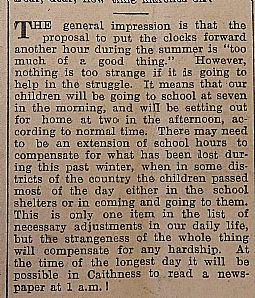 THE general impression is that the
proposal to put the clocks forward
another hour during the summer is "too
much of a good thing." However,
nothing is too strange if it is going to
help in the struggle. It means that our
children will be going to school at seven
in the morning, and will be setting out
for home at two in the afternoon, ac-
cording to normal time. There may need
to be an extension of school hours to
compensate for what has been lost dur-
ing this past winter, when in some dis-
tricts of the country the children passed
most of the day either in the school
shelters or in coming and going to them.
This is only one item in the list of
necessary adjustments in our daily life,
but the strangeness of the whole thing
will compensate for any hardship. At
the time of the longest day it will be
possible in Caithness to read a news-
paper at 1 a.m.!